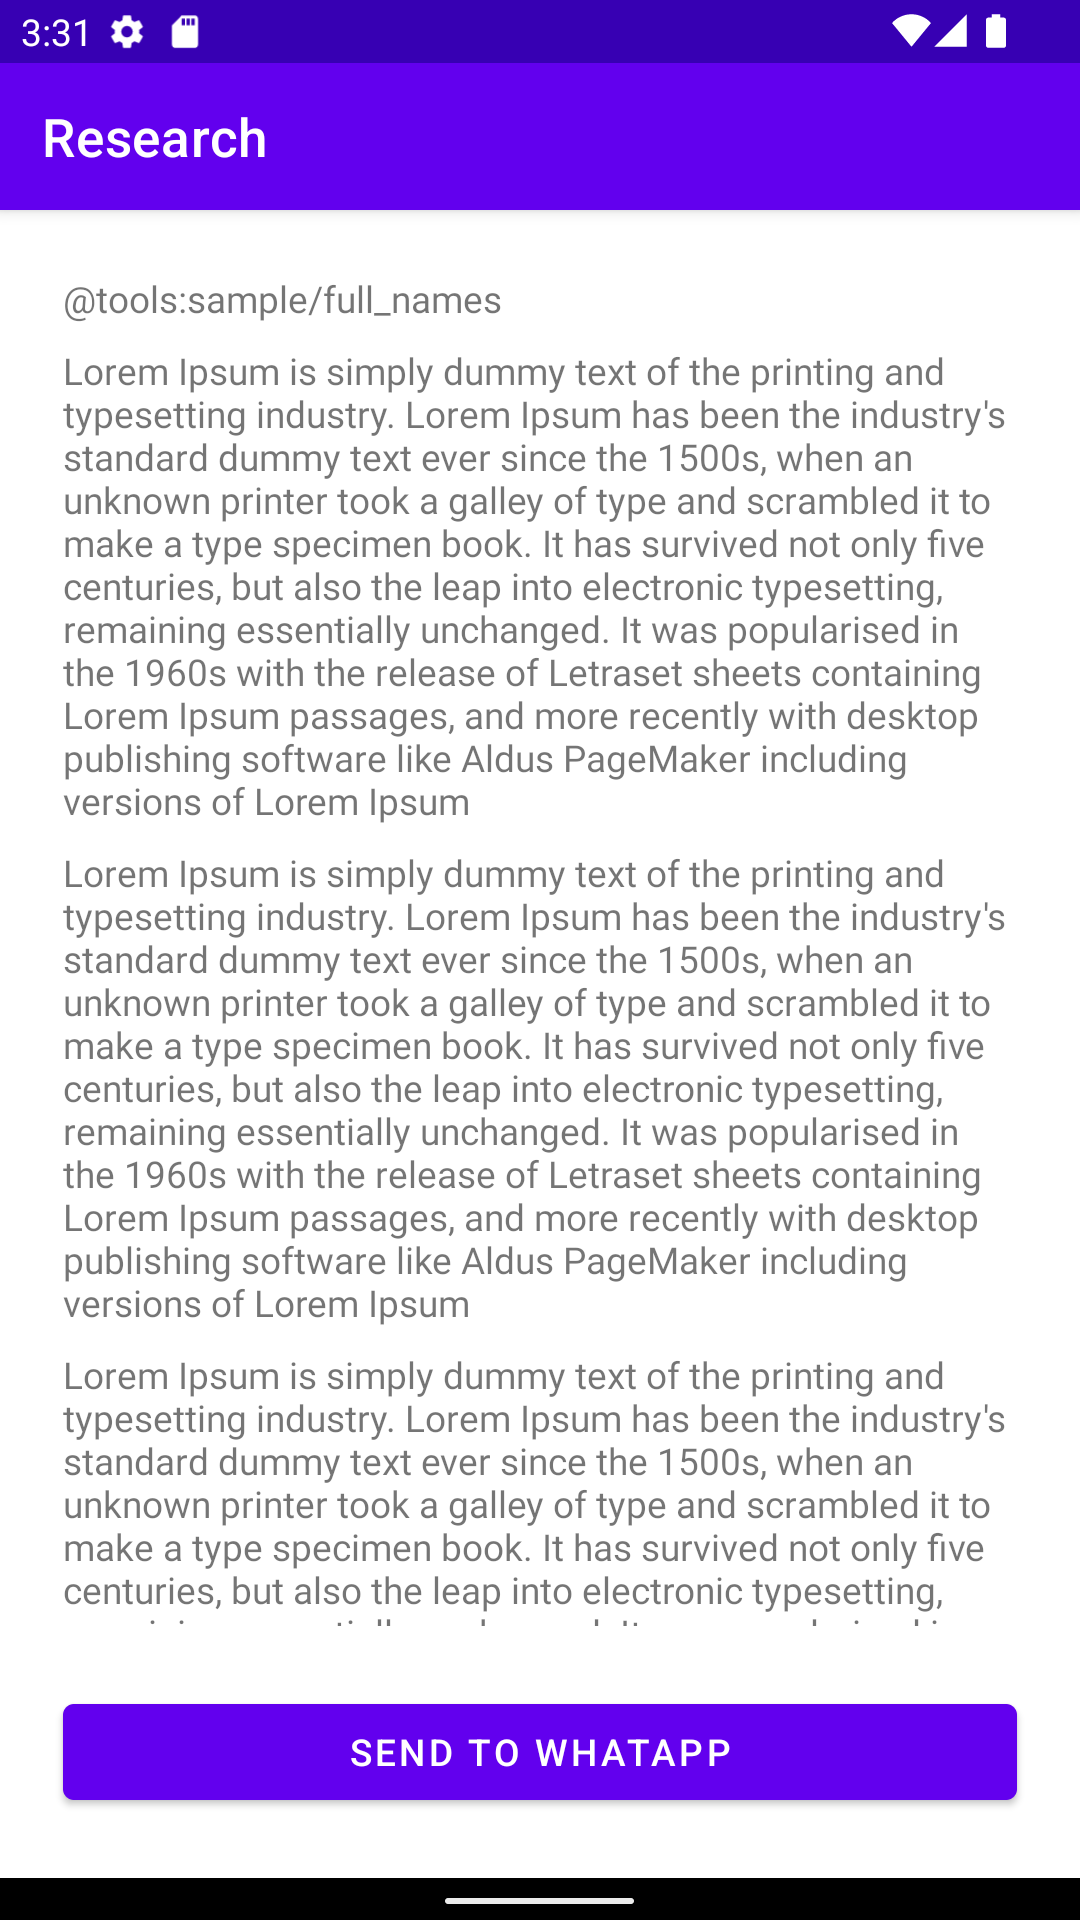 3:31
Research
@tools:sample/full_names
Lorem Ipsum is simply dummy text of the printing and
typesetting industry. Lorem Ipsum has been the industry's
standard dummy text ever since the 1500s, when an
unknown printer took a galley of type and scrambled it to
make a type specimen book. It has survived not only five
centuries, but also the leap into electronic typesetting,
remaining essentially unchanged. It was popularised in
the 1960s with the release of Letraset sheets containing
Lorem Ipsum passages, and more recently with desktop
publishing software like Aldus PageMaker including
versions of Lorem Ipsum
Lorem Ipsum is simply dummy text of the printing and
typesetting industry. Lorem Ipsum has been the industry's
standard dummy text ever since the 1500s, when an
unknown printer took a galley of type and scrambled it to
make a type specimen book. It has survived not only five
centuries, but also the leap into electronic typesetting,
remaining essentially unchanged. It was popularised in
the 1960s with the release of Letraset sheets containing
Lorem Ipsum passages, and more recently with desktop
publishing software like Aldus PageMaker including
versions of Lorem Ipsum
Lorem Ipsum is simply dummy text of the printing and
typesetting industry. Lorem Ipsum has been the industry's
standard dummy text ever since the 1500s, when an
unknown printer took a galley of type and scrambled it to
make a type specimen book. It has survived not only five
centuries, but also the leap into electronic typesetting,
SEND TO WHATAPP